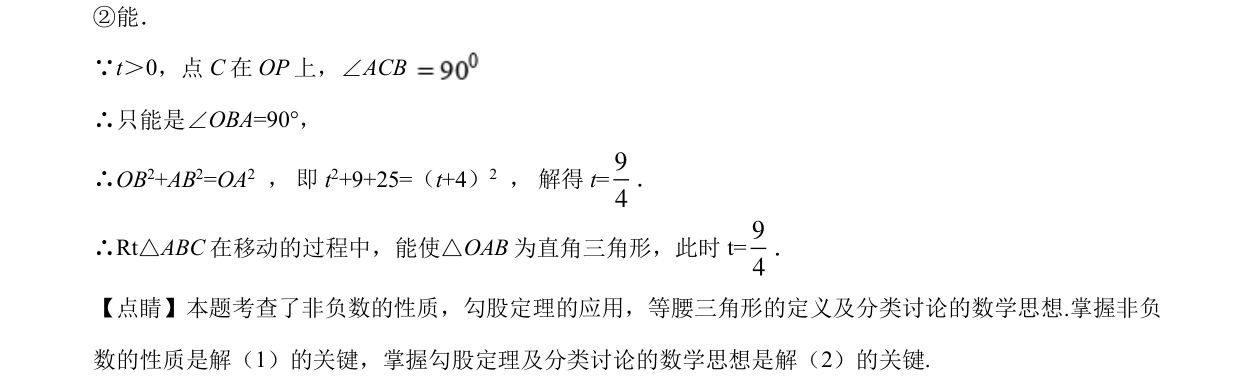 ②能．
∵t＞0，点 C 在 OP 上，∠ACB =90⁰
∴只能是∠OBA=90°，
∴OB²+AB²=OA² ， 即 t²+9+25=（t+4）² ， 解得 t=9/4．
∴Rt△ABC 在移动的过程中，能使△OAB 为直角三角形，此时 t=9/4．
【点睛】本题考查了非负数的性质，勾股定理的应用，等腰三角形的定义及分类讨论的数学思想.掌握非负
数的性质是解（1）的关键，掌握勾股定理及分类讨论的数学思想是解（2）的关键.